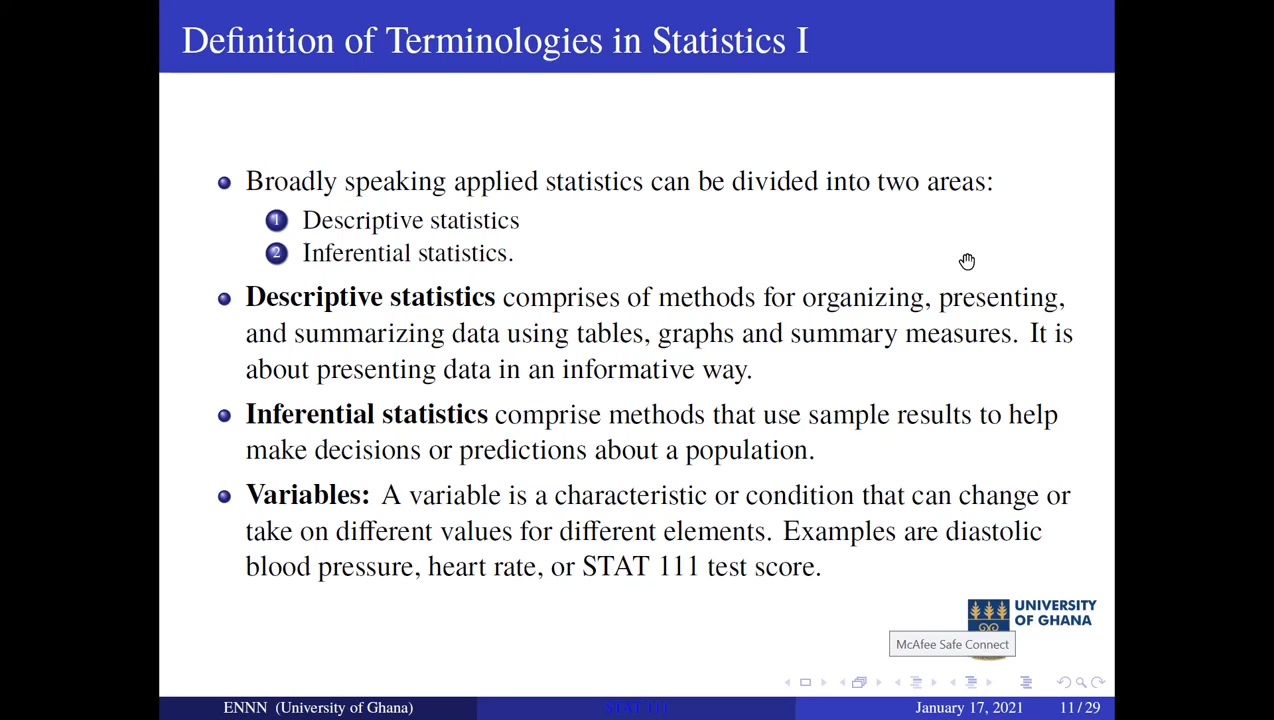 Definition of Terminologies in Statistics I
Broadly speaking applied statistics can be divided into two areas:
1 Descriptive statistics
2 Inferential statistics.
Descriptive statistics comprises of methods for organizing, presenting,
and summarizing data using tables, graphs and summary measures. It is
about presenting data in an informative way.
Inferential statistics comprise methods that use sample results to help
make decisions or predictions about a population.
Variables: A variable is a characteristic or condition that can change or
take on different values for different elements. Examples are diastolic
blood pressure, heart rate, or STAT 111 test score.
UNIVERSITY
OF GHANA
McAfee Safe Connect
ENNN (University of Ghana) STAT 111 January 17, 2021 11 / 29